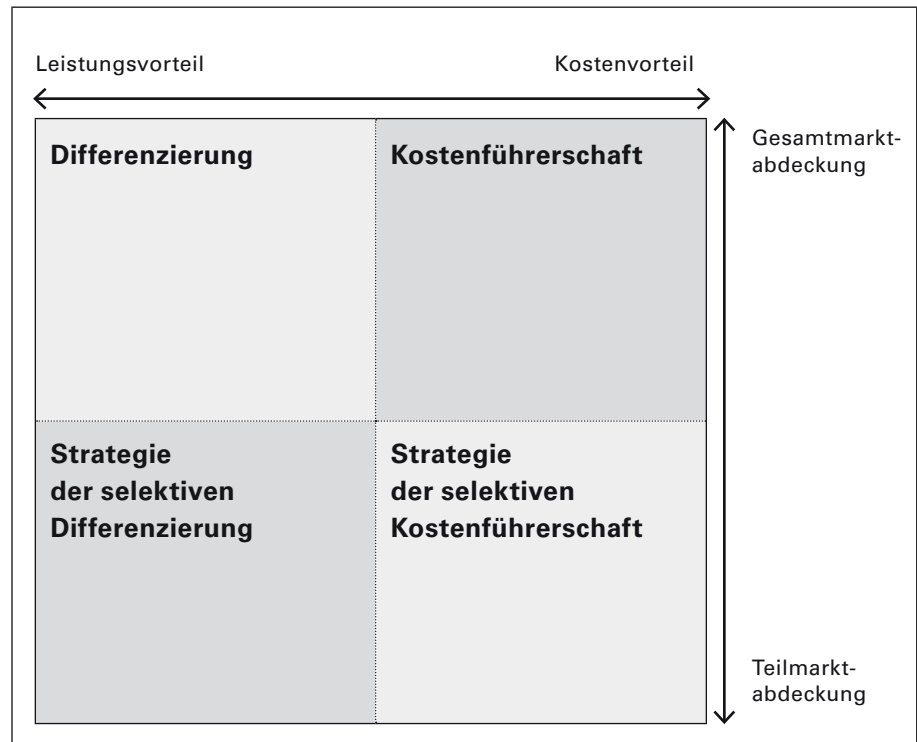 Leistungsvorteil
Kostenvorteil
Differenzierung
Kostenführerschaft
Gesamtmarkt-
abdeckung
Strategie
der selektiven
Differenzierung
Strategie
der selektiven
Kostenführerschaft
Teilmarkt-
abdeckung